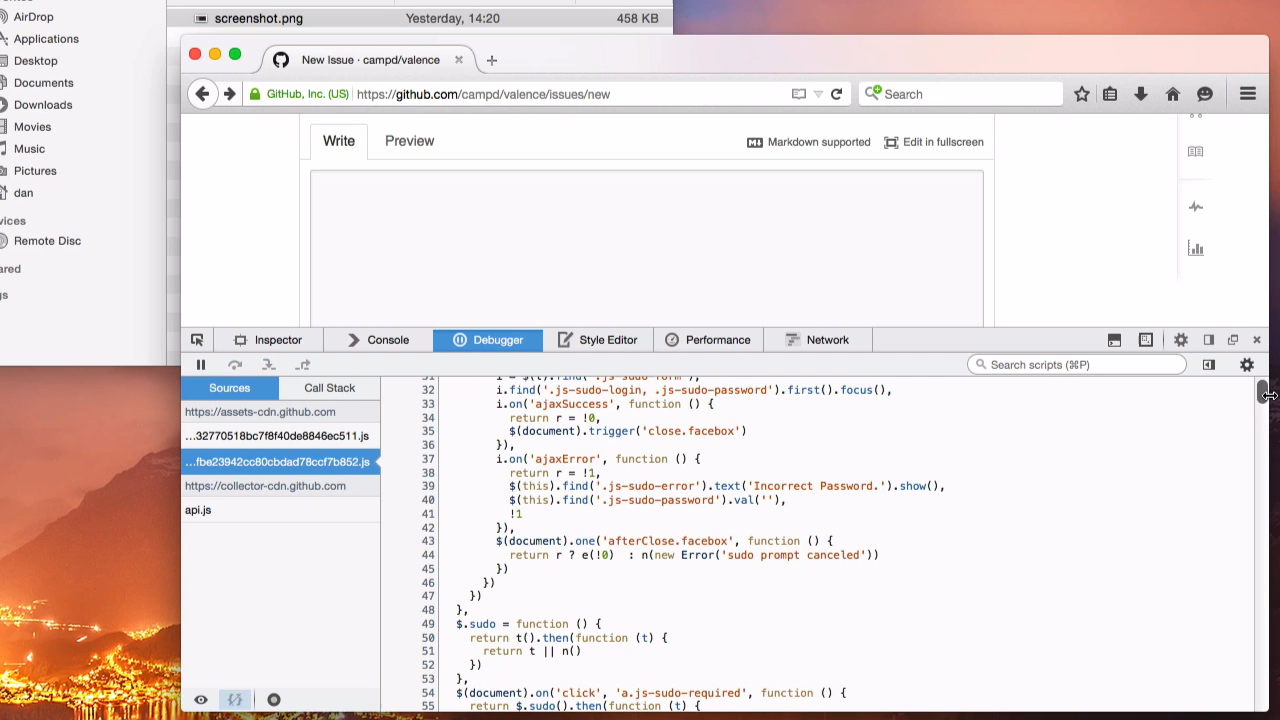 screenshot.png Yesterday, 14:20 458 KB
AirDrop
Applications
Desktop
Documents
Downloads
Movies
Music
Pictures
dan
vices
Remote Disc
ared
gs
New Issue · campd/valence
GitHub, Inc. (US) https://github.com/campd/valence/issues/new
Search
Write Preview Markdown supported Edit in fullscreen
Inspector Console Debugger Style Editor Performance Network
Search scripts (⌘P)
Sources Call Stack
https://assets-cdn.github.com
...32770518bc7f8f40de8846ec511.js
...fbe23942cc80cbdad78ccf7b852.js
https://collector-cdn.github.com
api.js
31 i = $(t).find('.js-sudo-form'),
32 i.find('.js-sudo-login, .js-sudo-password').first().focus(),
33 i.on('ajaxSuccess', function () {
34 return r = !0,
35 $(document).trigger('close.facebox')
36 }),
37 i.on('ajaxError', function () {
38 return r = !1,
39 $(this).find('.js-sudo-error').text('Incorrect Password.').show(),
40 $(this).find('.js-sudo-password').val(''),
41 !1
42 }),
43 $(document).one('afterClose.facebox', function () {
44 return r ? e(!0) : n(new Error('sudo prompt canceled'))
45 })
46 })
47 })
48 },
49 $.sudo = function () {
50 return t().then(function (t) {
51 return t || n()
52 })
53 },
54 $(document).on('click', 'a.js-sudo-required', function () {
55 return $.sudo().then(function (t) {